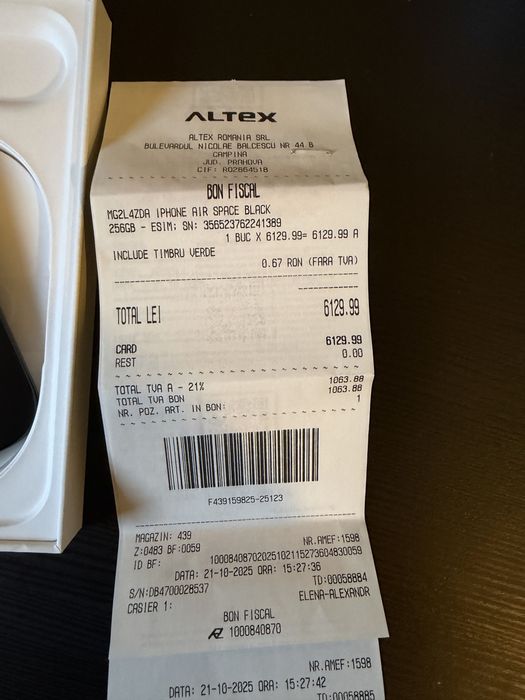 ALTEX
ALTEX ROMANIA SRL
BULEVARDUL NICOLAE BALCESCU NR 44 B
CAMPINA
JUD. PRAHOVA
CIF: RO2864518
BON FISCAL
MG2L4ZDA IPHONE AIR SPACE BLACK
256GB - ESIM; SN: 356523762241389
1 BUC X 6129.99= 6129.99 A
INCLUDE TIMBRU VERDE
0.67 RON (FARA TVA)
TOTAL LEI 6129.99
CARD 6129.99
REST 0.00
TOTAL TVA A - 21% 1063.88
TOTAL TVA BON 1063.88
NR. POZ. ART. IN BON: 1
F439159825-25123
MAGAZIN: 439
Z:0483 BF:0059 NR.AMEF:1598
ID BF: 10008408702025102115273604830059
DATA: 21-10-2025 ORA: 15:27:36
S/N:DB4700028537 TD:00058884
CASIER 1: ELENA-ALEXANDR
BON FISCAL
1000840870
NR.AMEF:1598
DATA: 21-10-2025 ORA: 15:27:42
TD:00058885